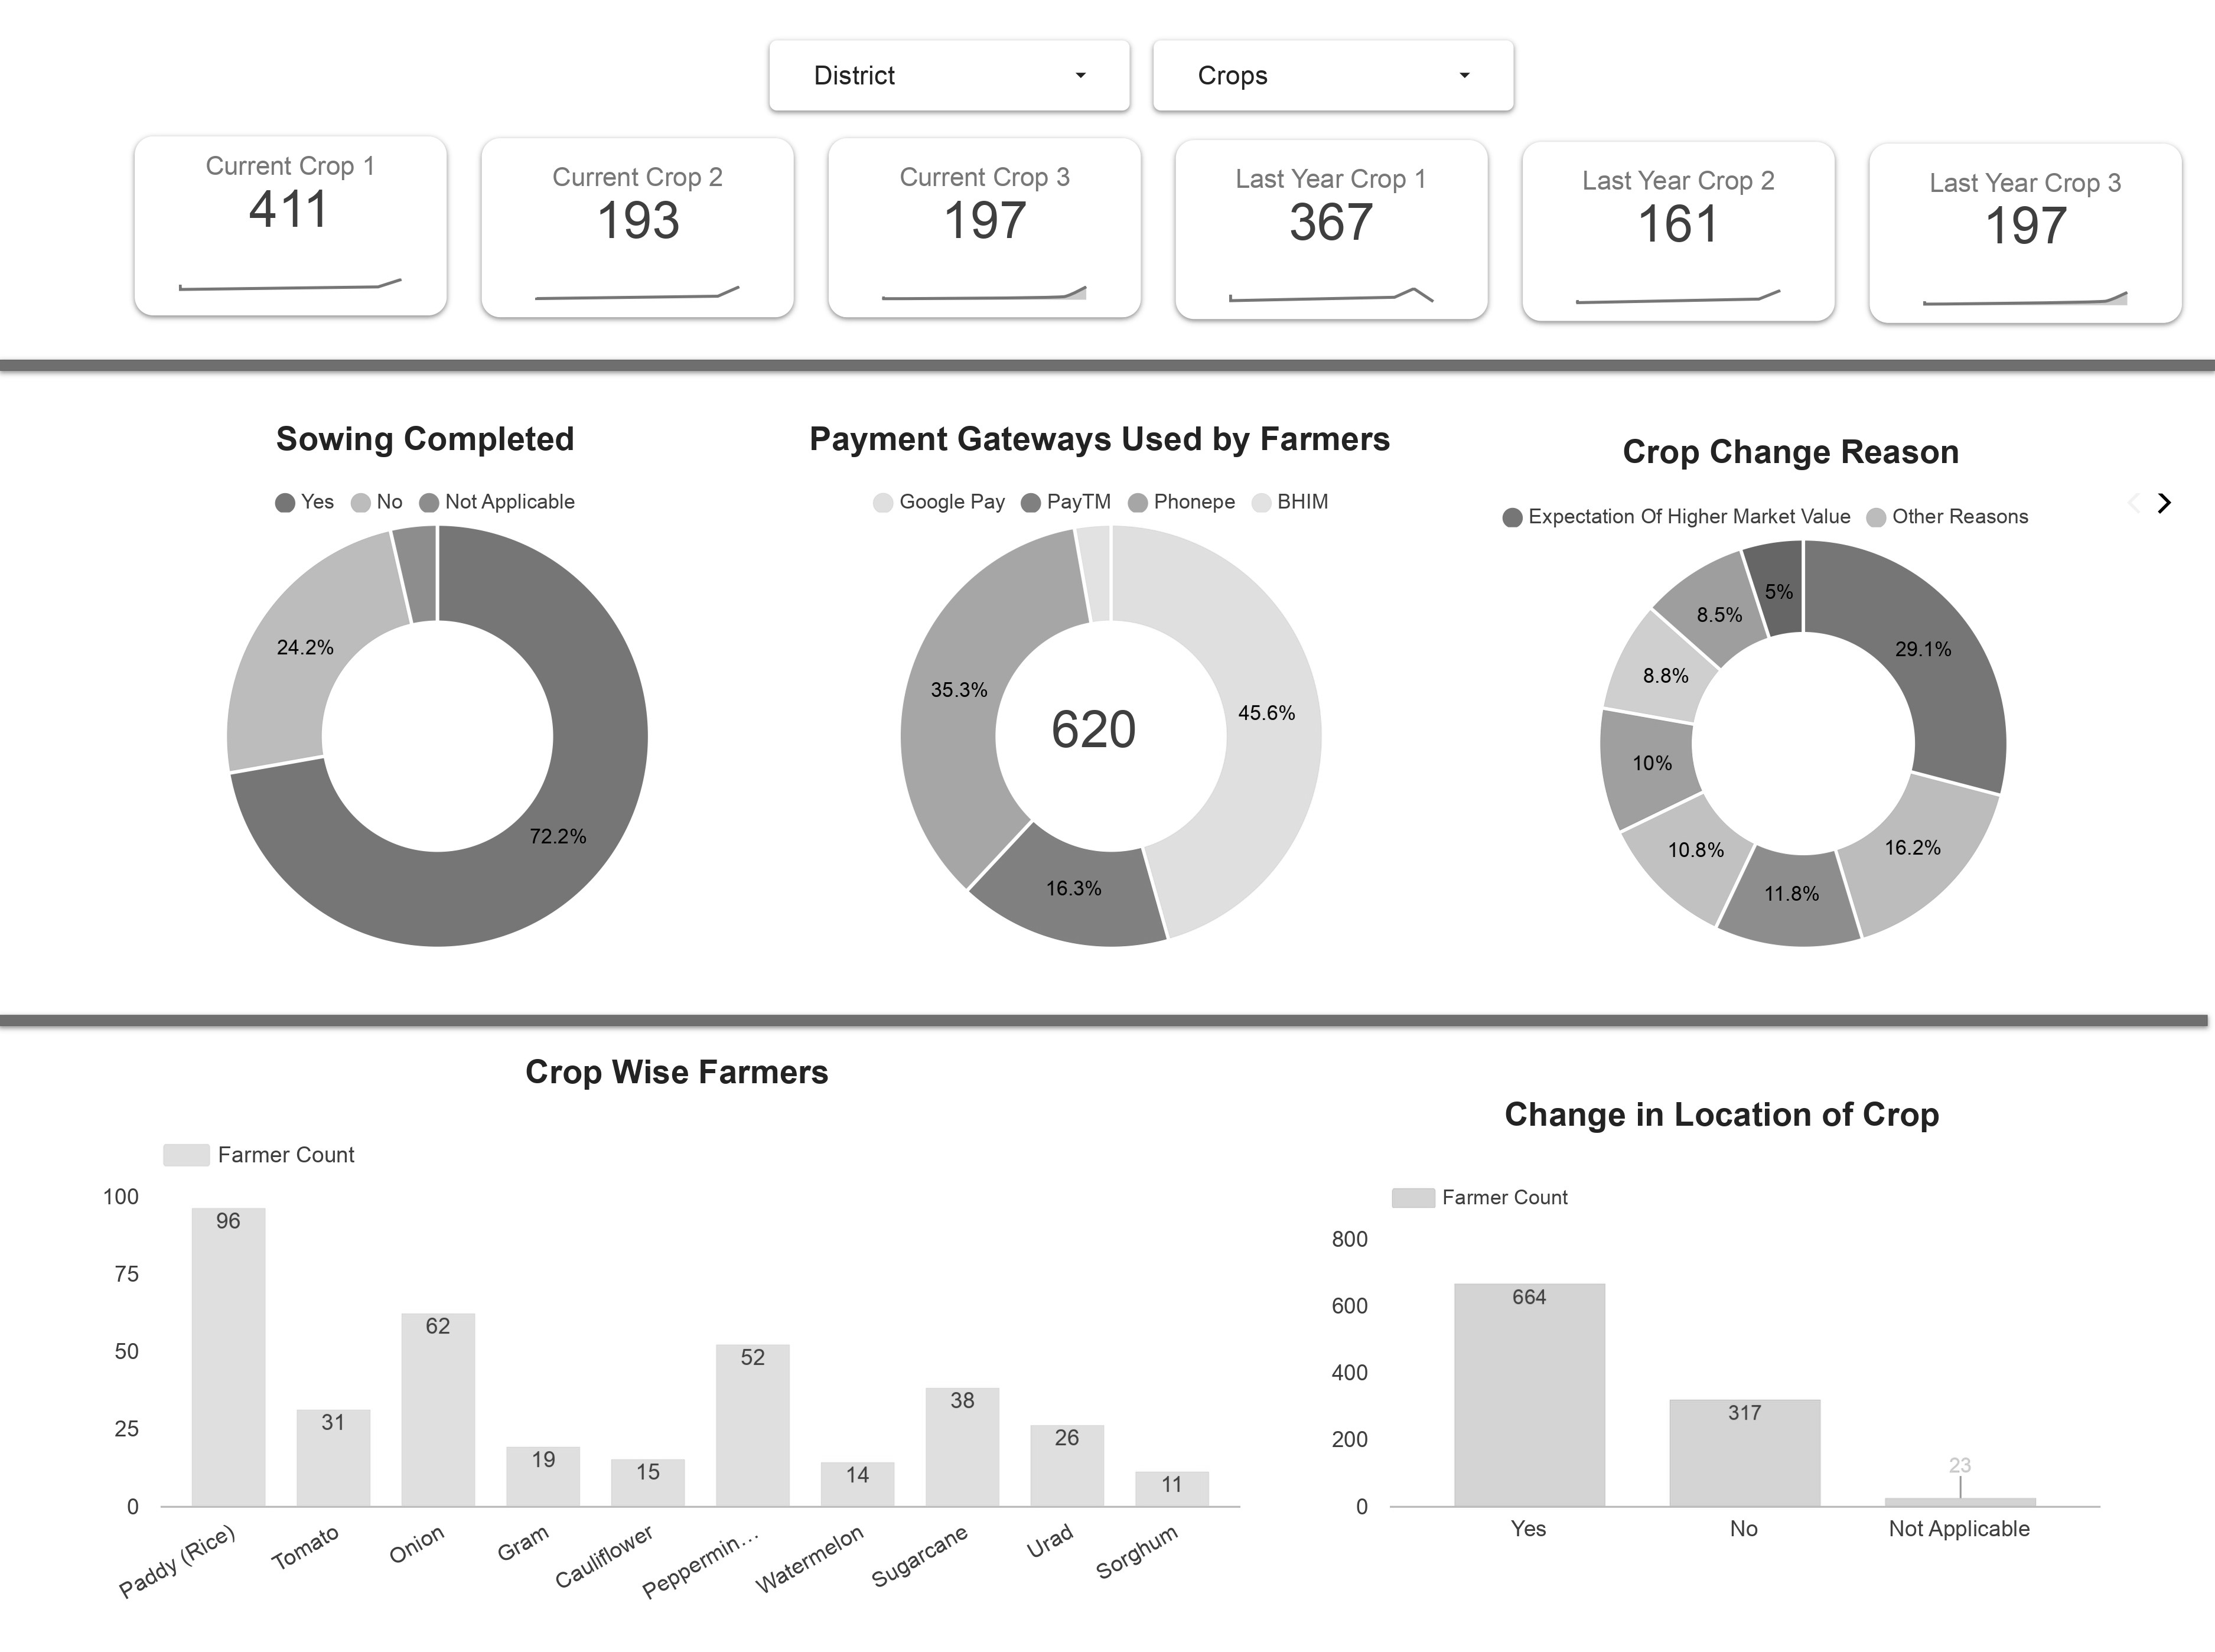 District
Crops
Current Crop 1
411
Current Crop 2
193
Current Crop 3
197
Last Year Crop 1
367
Last Year Crop 2
161
Last Year Crop 3
197
Sowing Completed
Yes No Not Applicable
24.2%
72.2%
Payment Gateways Used by Farmers
Google Pay PayTM Phonepe BHIM
35.3%
45.6%
620
16.3%
Crop Change Reason
Expectation Of Higher Market Value Other Reasons
5%
8.5%
29.1%
8.8%
10%
16.2%
10.8%
11.8%
Crop Wise Farmers
Farmer Count
100
75
50
25
0
96
31
62
19
15
52
14
38
26
11
Paddy (Rice)
Tomato
Onion
Gram
Cauliflower
Peppermin...
Watermelon
Sugarcane
Urad
Sorghum
Change in Location of Crop
Farmer Count
800
600
400
200
0
664
317
23
Yes
No
Not Applicable